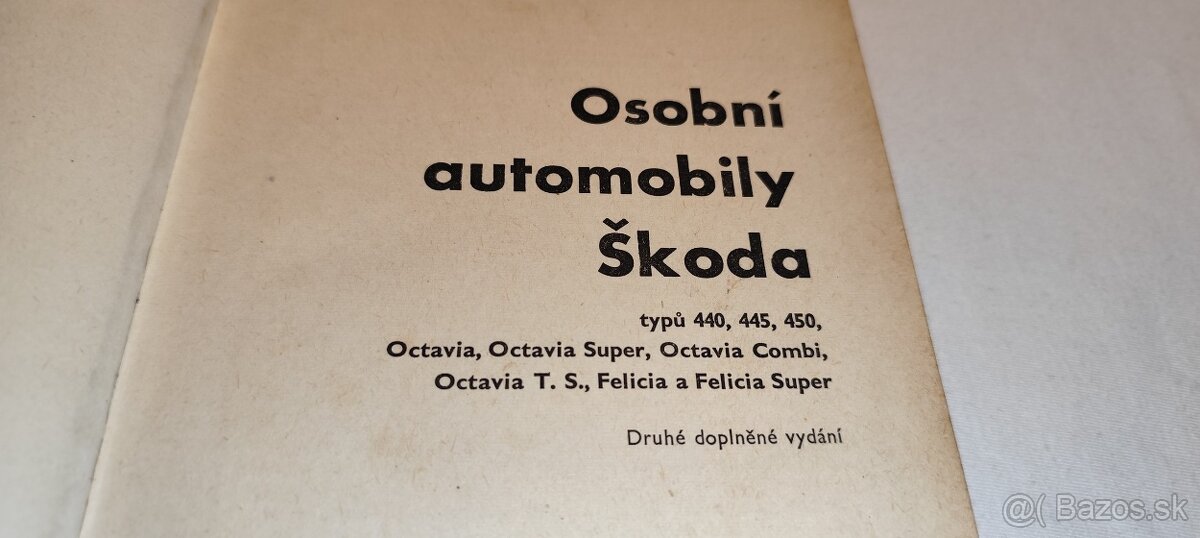 Osobní
automobily
Škoda
typů 440, 445, 450,
Octavia, Octavia Super, Octavia Combi,
Octavia T. S., Felicia a Felicia Super
Druhé doplněné vydání
@( Bazos.sk